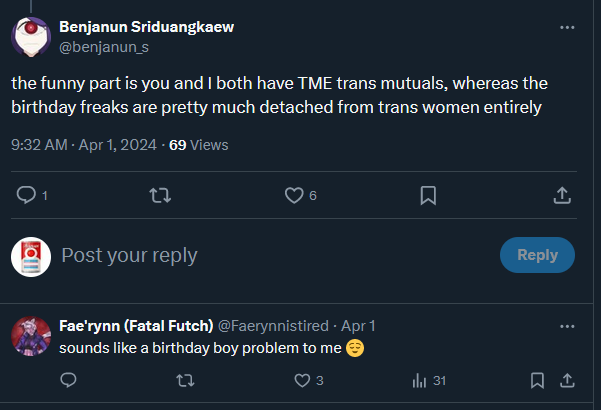 Benjanun Sriduangkaew
@benjanun_s
the funny part is you and I both have TME trans mutuals, whereas the
birthday freaks are pretty much detached from trans women entirely
9:32 AM · Apr 1, 2024 · 69 Views
1 6
Post your reply Reply
Fae'rynn (Fatal Futch) @Faerynnistired · Apr 1
sounds like a birthday boy problem to me 😌
3 31